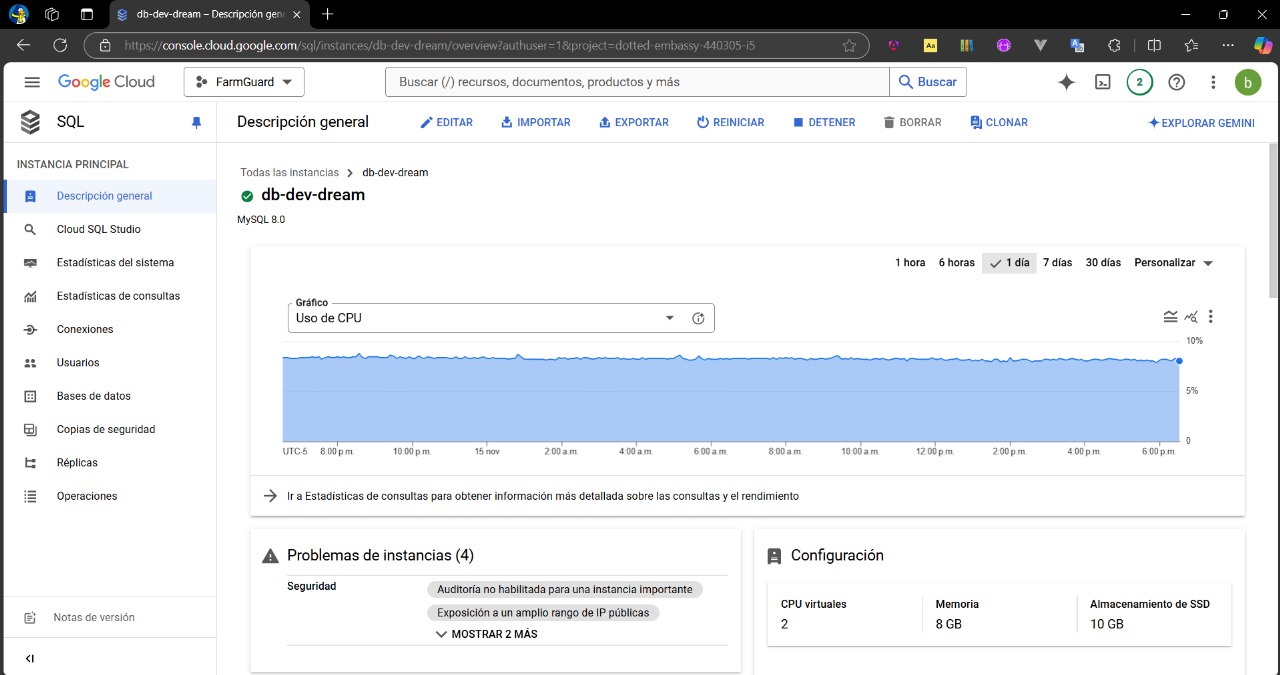 db-dev-dream – Descripción gen
https://console.cloud.google.com/sql/instances/db-dev-dream/overview?authuser=1&project=dotted-embassy-440305-i5
Aa
Google Cloud
FarmGuard
Buscar (/) recursos, documentos, productos y más
Buscar
2
b
SQL
Descripción general
EDITAR
IMPORTAR
EXPORTAR
REINICIAR
DETENER
BORRAR
CLONAR
EXPLORAR GEMINI
INSTANCIA PRINCIPAL
Descripción general
Cloud SQL Studio
Estadísticas del sistema
Estadísticas de consultas
Conexiones
Usuarios
Bases de datos
Copias de seguridad
Réplicas
Operaciones
Notas de versión
Todas las instancias > db-dev-dream
db-dev-dream
MySQL 8.0
1 hora 6 horas 1 día 7 días 30 días Personalizar
Gráfico
Uso de CPU
10%
5%
0
UTC-5 8:00 p.m. 10:00 p.m. 15 nov 2:00 a.m. 4:00 a.m. 6:00 a.m. 8:00 a.m. 10:00 a.m. 12:00 p.m. 2:00 p.m. 4:00 p.m. 6:00 p.m.
Ir a Estadísticas de consultas para obtener información más detallada sobre las consultas y el rendimiento
Problemas de instancias (4)
Seguridad
Auditoría no habilitada para una instancia importante
Exposición a un amplio rango de IP públicas
MOSTRAR 2 MÁS
Configuración
CPU virtuales
2
Memoria
8 GB
Almacenamiento de SSD
10 GB